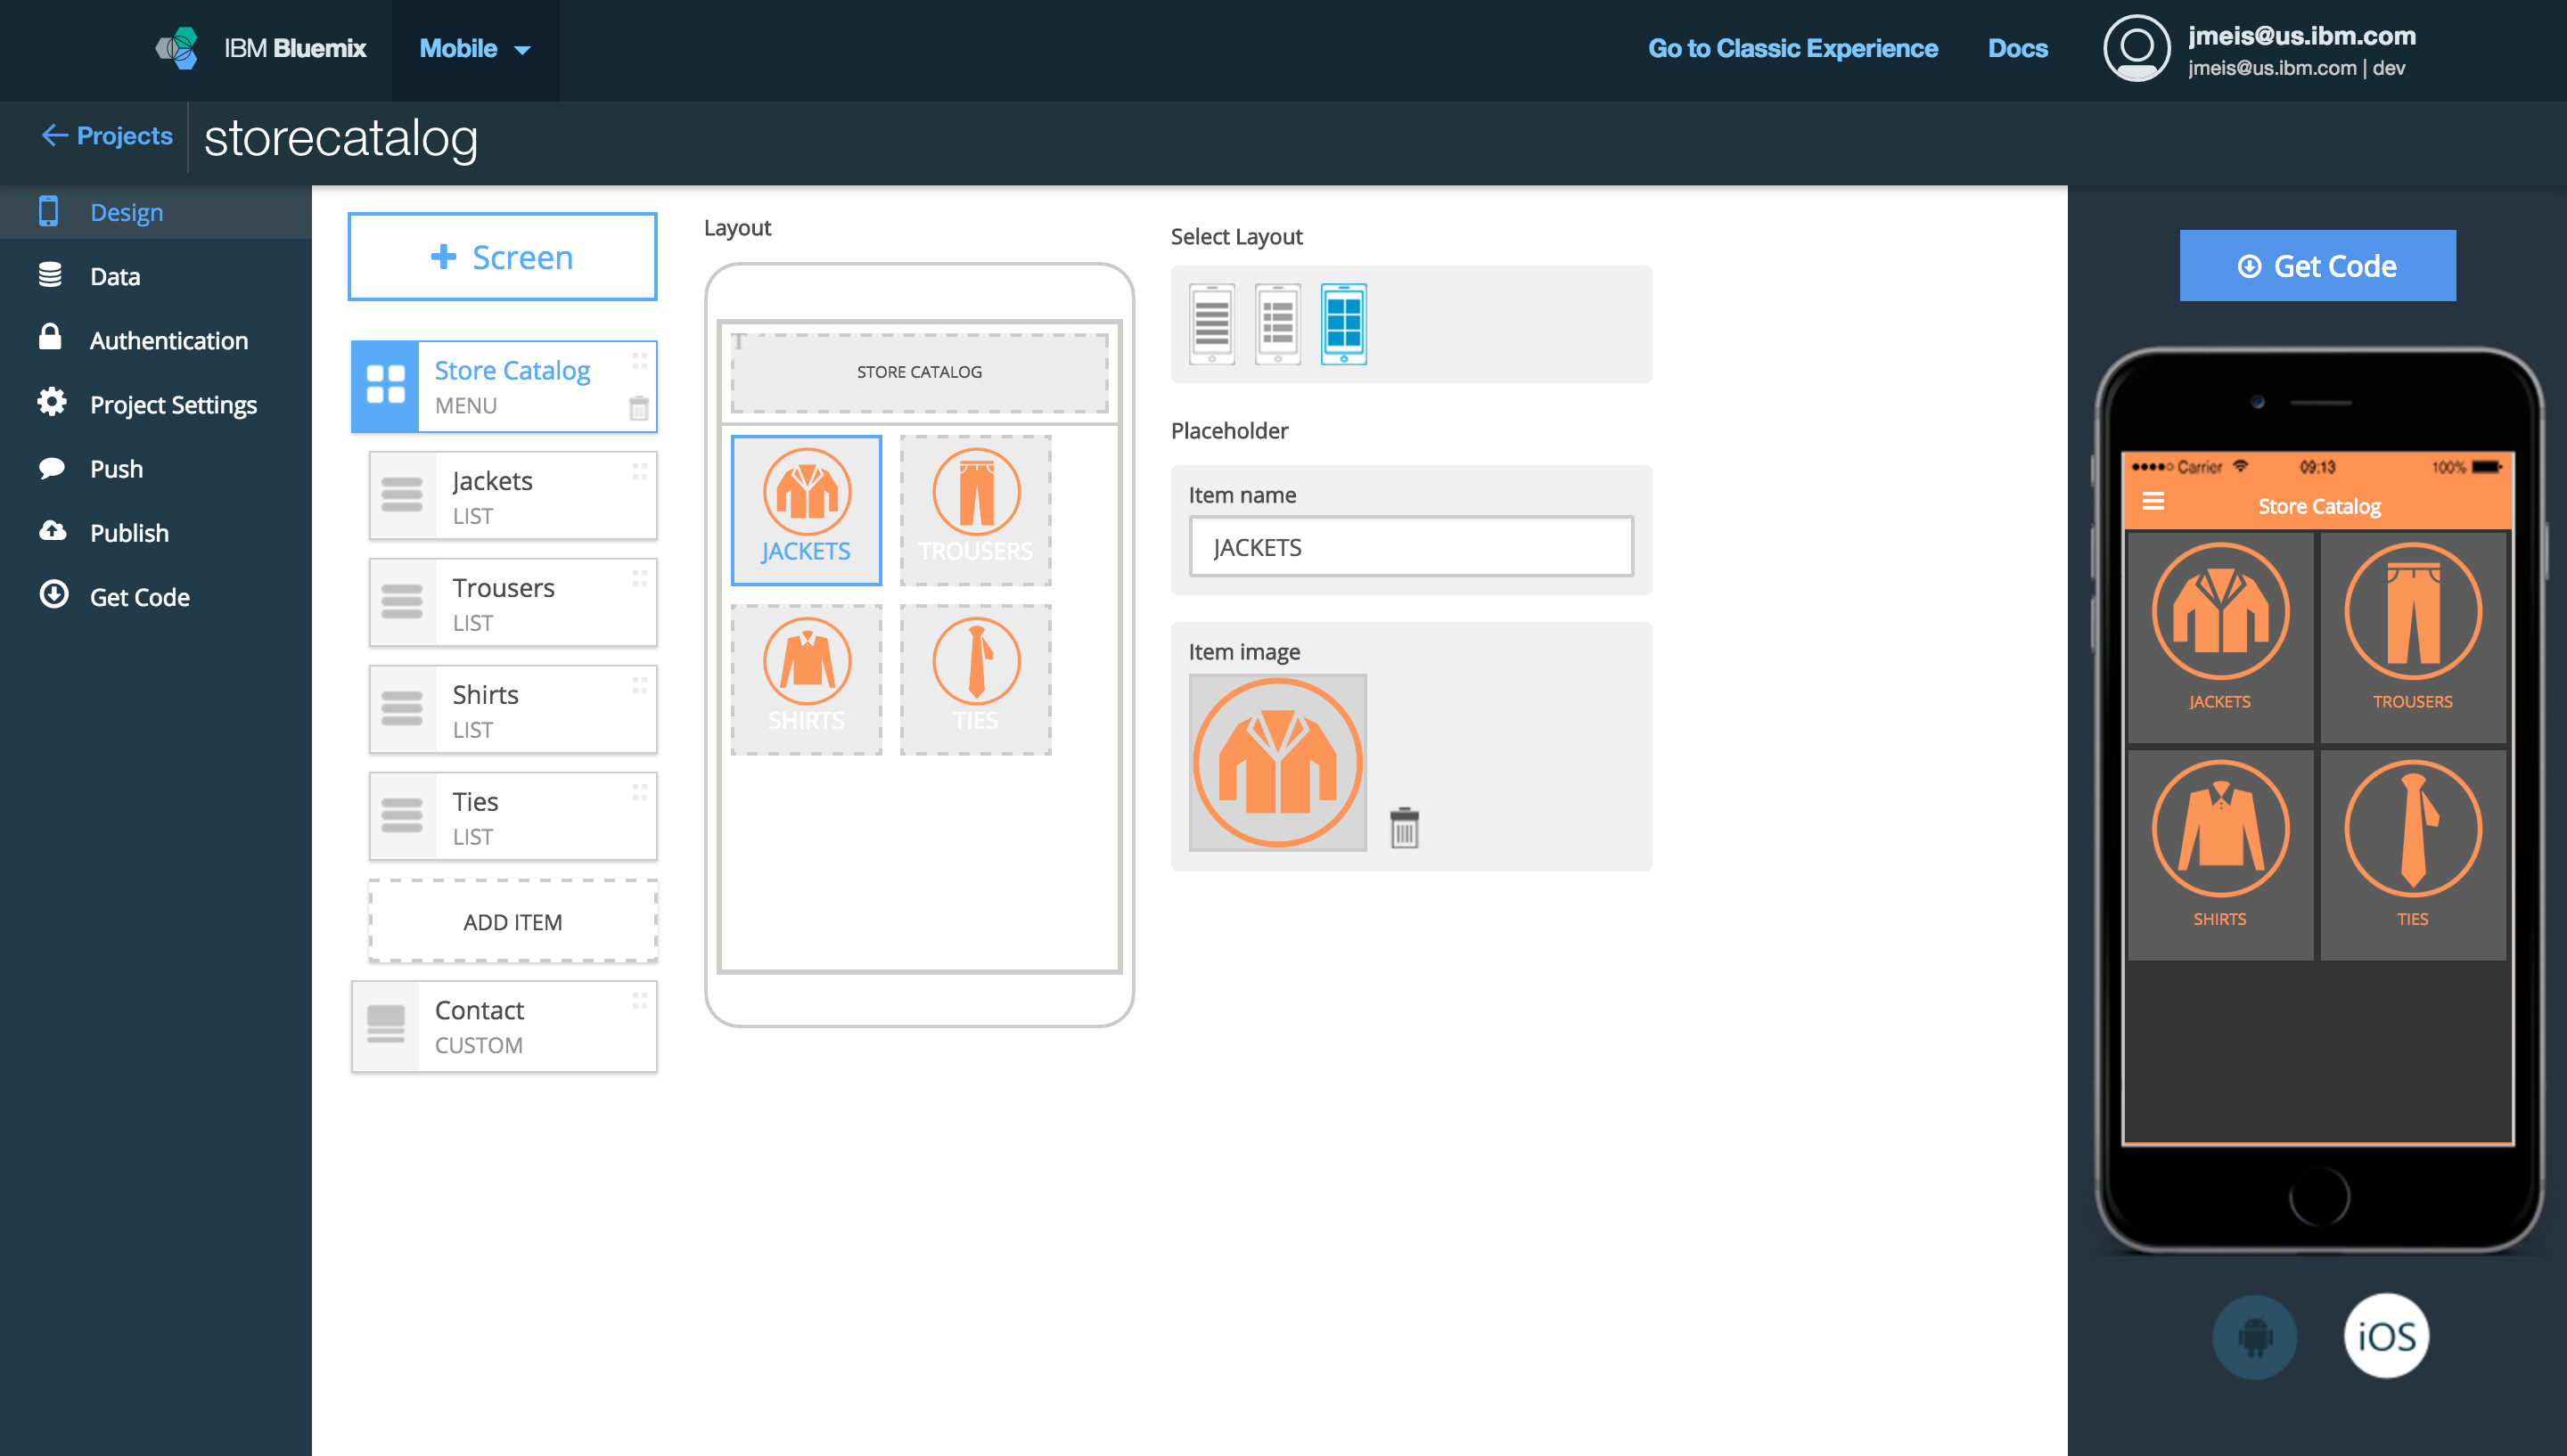 IBM Bluemix
Mobile
Go to Classic Experience
Docs
jmeis@us.ibm.com
jmeis@us.ibm.com | dev
Projects
storecatalog
Design
Data
Authentication
Project Settings
Push
Publish
Get Code
Screen
Store Catalog
MENU
Jackets
LIST
Trousers
LIST
Shirts
LIST
Ties
LIST
ADD ITEM
Contact
CUSTOM
Layout
T
STORE CATALOG
JACKETS
TROUSERS
SHIRTS
TIES
Select Layout
Placeholder
Item name
JACKETS
Item image
Get Code
Carrier
09:13
100%
Store Catalog
JACKETS
TROUSERS
SHIRTS
TIES
iOS